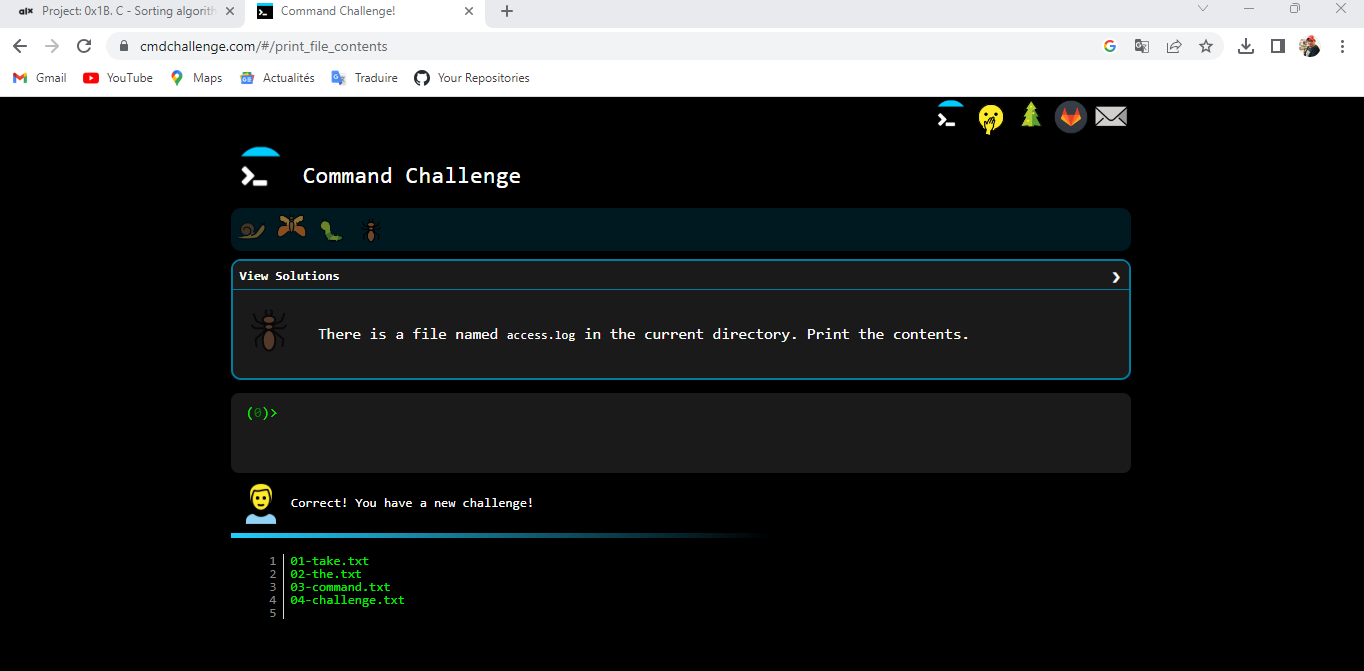 alx Project: 0x1B. C - Sorting algorith
Command Challenge!
cmdchallenge.com/#/print_file_contents
Gmail YouTube Maps Actualités Traduire Your Repositories
Command Challenge
View Solutions
There is a file named access.log in the current directory. Print the contents.
(0)>
Correct! You have a new challenge!
1 01-take.txt
2 02-the.txt
3 03-command.txt
4 04-challenge.txt
5